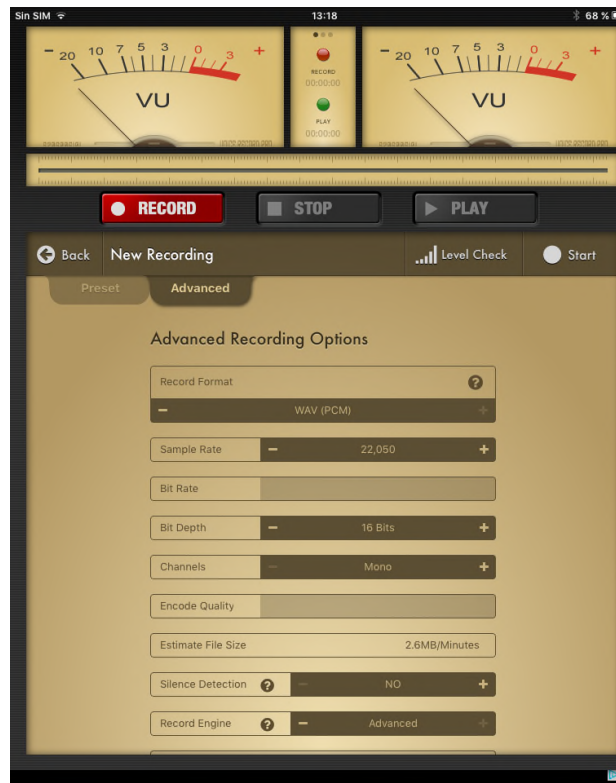 Sin SIM 13:18 68 %
- 20 10 7 5 3 0 3 +
VU
RECORD
00:00:00
PLAY
00:00:00
- 20 10 7 5 3 0 3 +
VU
RECORD STOP PLAY
Back New Recording Level Check Start
Preset Advanced
Advanced Recording Options
Record Format ?
− WAV (PCM) +
Sample Rate − 22,050 +
Bit Rate
Bit Depth − 16 Bits +
Channels − Mono +
Encode Quality
Estimate File Size 2.6MB/Minutes
Silence Detection ? − NO +
Record Engine ? − Advanced +